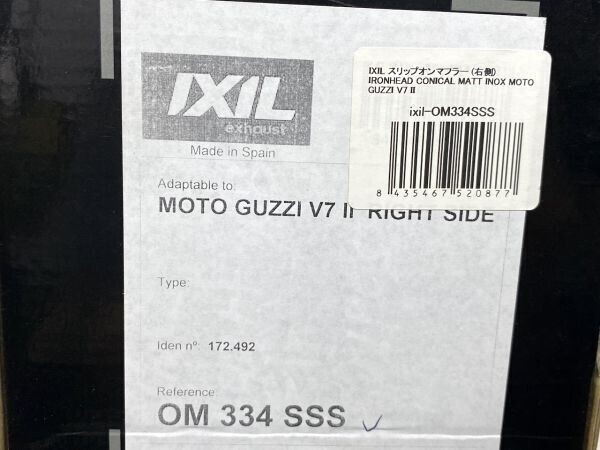 IXIL
exhaust
Made in Spain
IXIL スリップオンマフラー(右側)
IRONHEAD CONICAL MATT INOX MOTO
GUZZI V7 II
ixil-OM334SSS
8 435467 520877
Adaptable to:
MOTO GUZZI V7 II RIGHT SIDE
Type:
Iden nº: 172.492
Reference:
OM 334 SSS